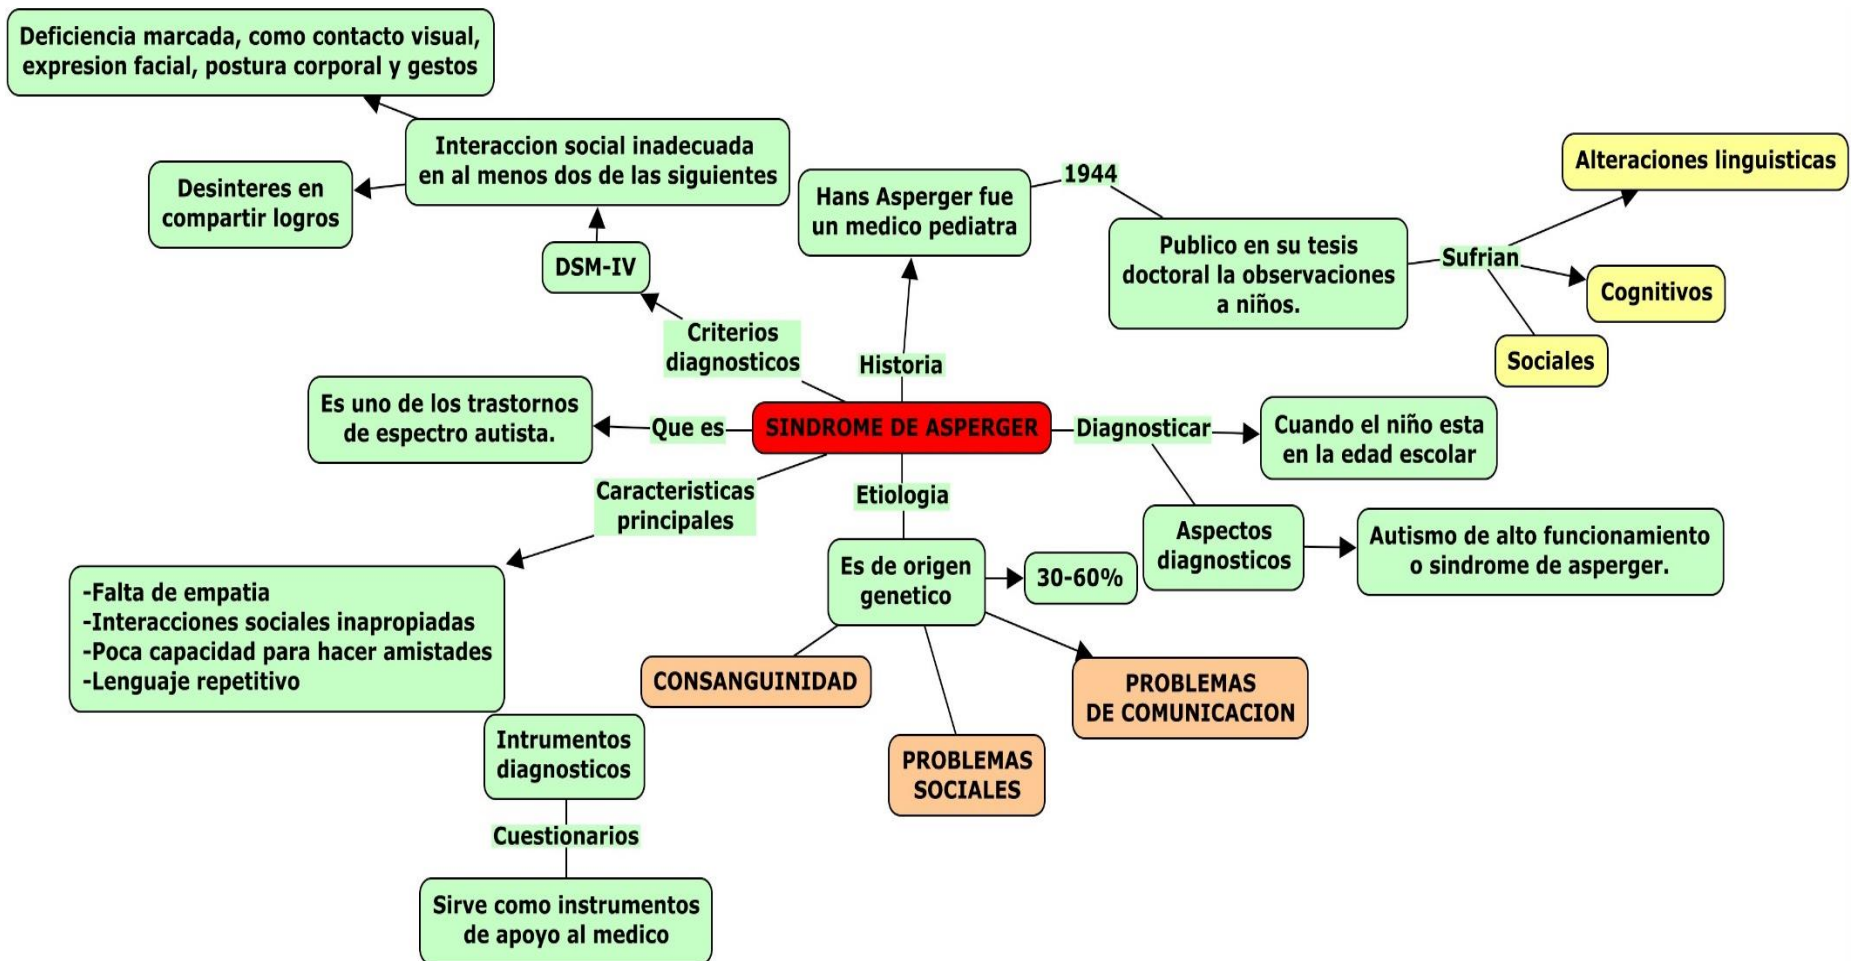 Deficiencia marcada, como contacto visual,
expresion facial, postura corporal y gestos
Interaccion social inadecuada
en al menos dos de las siguientes
Desinteres en
compartir logros
DSM-IV
Criterios
diagnosticos
Hans Asperger fue
un medico pediatra
1944
Publico en su tesis
doctoral la observaciones
a niños.
Sufrian
Alteraciones linguisticas
Cognitivos
Sociales
Historia
Es uno de los trastornos
de espectro autista.
Que es
SINDROME DE ASPERGER
Diagnosticar
Cuando el niño esta
en la edad escolar
Aspectos
diagnosticos
Autismo de alto funcionamiento
o sindrome de asperger.
Caracteristicas
principales
-Falta de empatia
-Interacciones sociales inapropiadas
-Poca capacidad para hacer amistades
-Lenguaje repetitivo
Etiologia
Es de origen
genetico
30-60%
CONSANGUINIDAD
PROBLEMAS
SOCIALES
PROBLEMAS
DE COMUNICACION
Intrumentos
diagnosticos
Cuestionarios
Sirve como instrumentos
de apoyo al medico